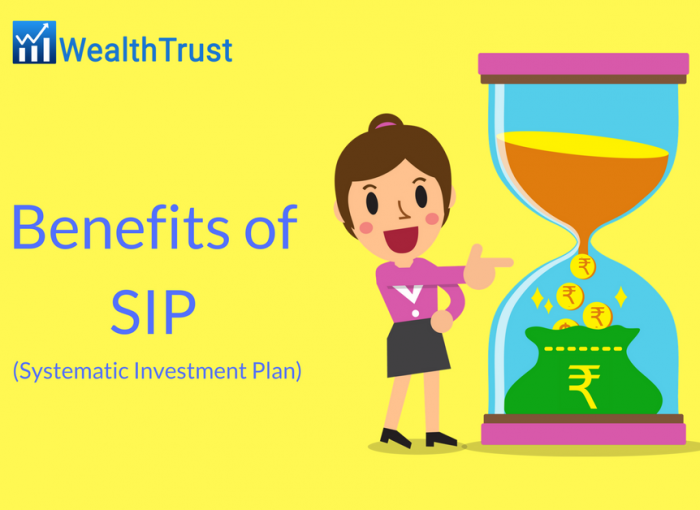 WealthTrust
Benefits of
SIP
(Systematic Investment Plan)
₹
₹
₹
₹